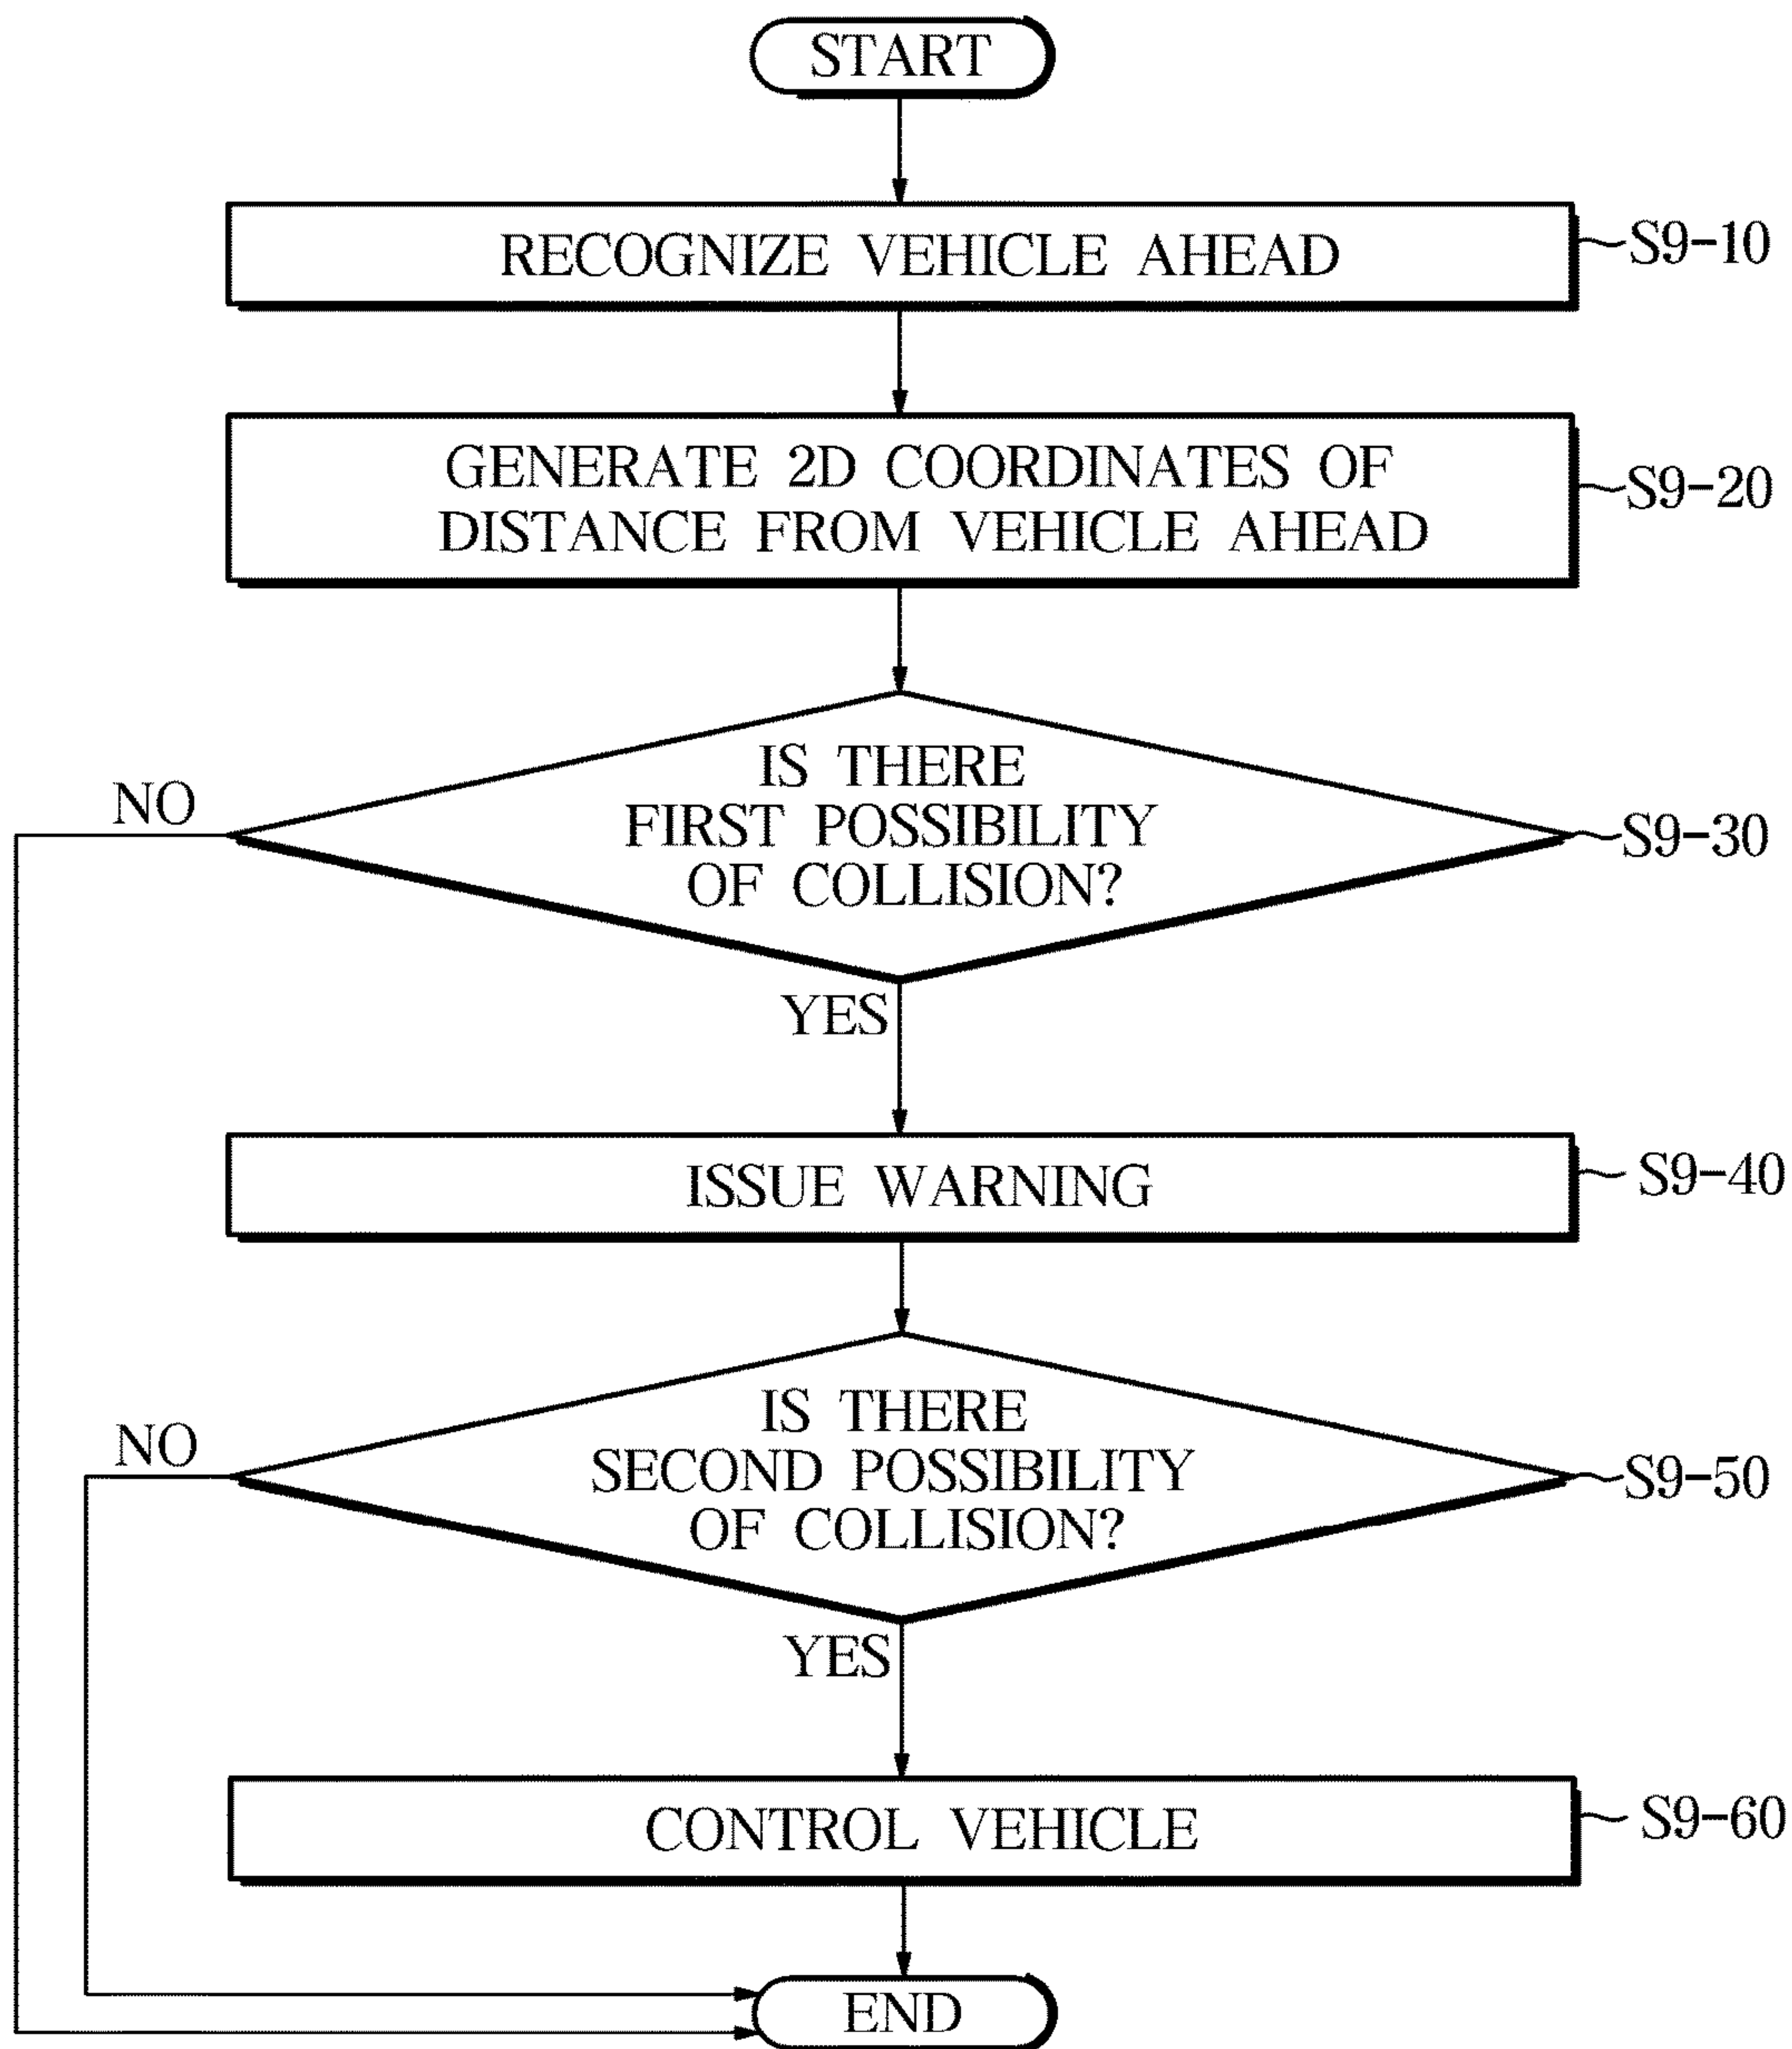 START
RECOGNIZE VEHICLE AHEAD
S9-10
GENERATE 2D COORDINATES OF
DISTANCE FROM VEHICLE AHEAD
S9-20
IS THERE
FIRST POSSIBILITY
OF COLLISION?
S9-30
NO
YES
ISSUE WARNING
S9-40
IS THERE
SECOND POSSIBILITY
OF COLLISION?
S9-50
NO
YES
CONTROL VEHICLE
S9-60
END